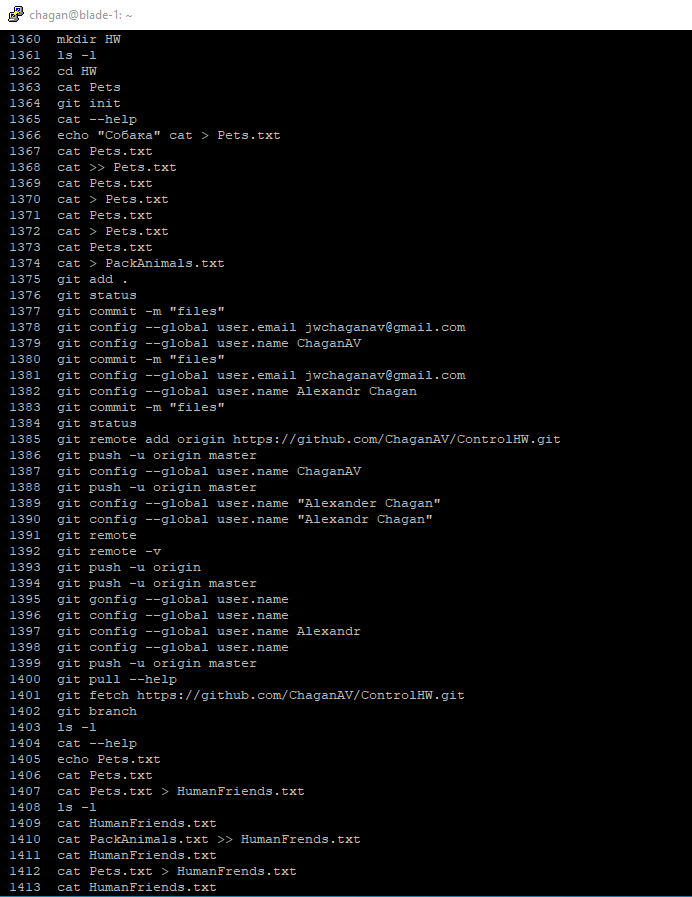 chagan@blade-1: ~
1360 mkdir HW
1361 ls -l
1362 cd HW
1363 cat Pets
1364 git init
1365 cat --help
1366 echo "Собака" cat > Pets.txt
1367 cat Pets.txt
1368 cat >> Pets.txt
1369 cat Pets.txt
1370 cat > Pets.txt
1371 cat Pets.txt
1372 cat > Pets.txt
1373 cat Pets.txt
1374 cat > PackAnimals.txt
1375 git add .
1376 git status
1377 git commit -m "files"
1378 git config --global user.email jwchaganav@gmail.com
1379 git config --global user.name ChaganAV
1380 git commit -m "files"
1381 git config --global user.email jwchaganav@gmail.com
1382 git config --global user.name Alexandr Chagan
1383 git commit -m "files"
1384 git status
1385 git remote add origin https://github.com/ChaganAV/ControlHW.git
1386 git push -u origin master
1387 git config --global user.name ChaganAV
1388 git push -u origin master
1389 git config --global user.name "Alexander Chagan"
1390 git config --global user.name "Alexandr Chagan"
1391 git remote
1392 git remote -v
1393 git push -u origin
1394 git push -u origin master
1395 git gonfig --global user.name
1396 git config --global user.name
1397 git config --global user.name Alexandr
1398 git config --global user.name
1399 git push -u origin master
1400 git pull --help
1401 git fetch https://github.com/ChaganAV/ControlHW.git
1402 git branch
1403 ls -l
1404 cat --help
1405 echo Pets.txt
1406 cat Pets.txt
1407 cat Pets.txt > HumanFriends.txt
1408 ls -l
1409 cat HumanFriends.txt
1410 cat PackAnimals.txt >> HumanFrends.txt
1411 cat HumanFriends.txt
1412 cat Pets.txt > HumanFrends.txt
1413 cat HumanFriends.txt